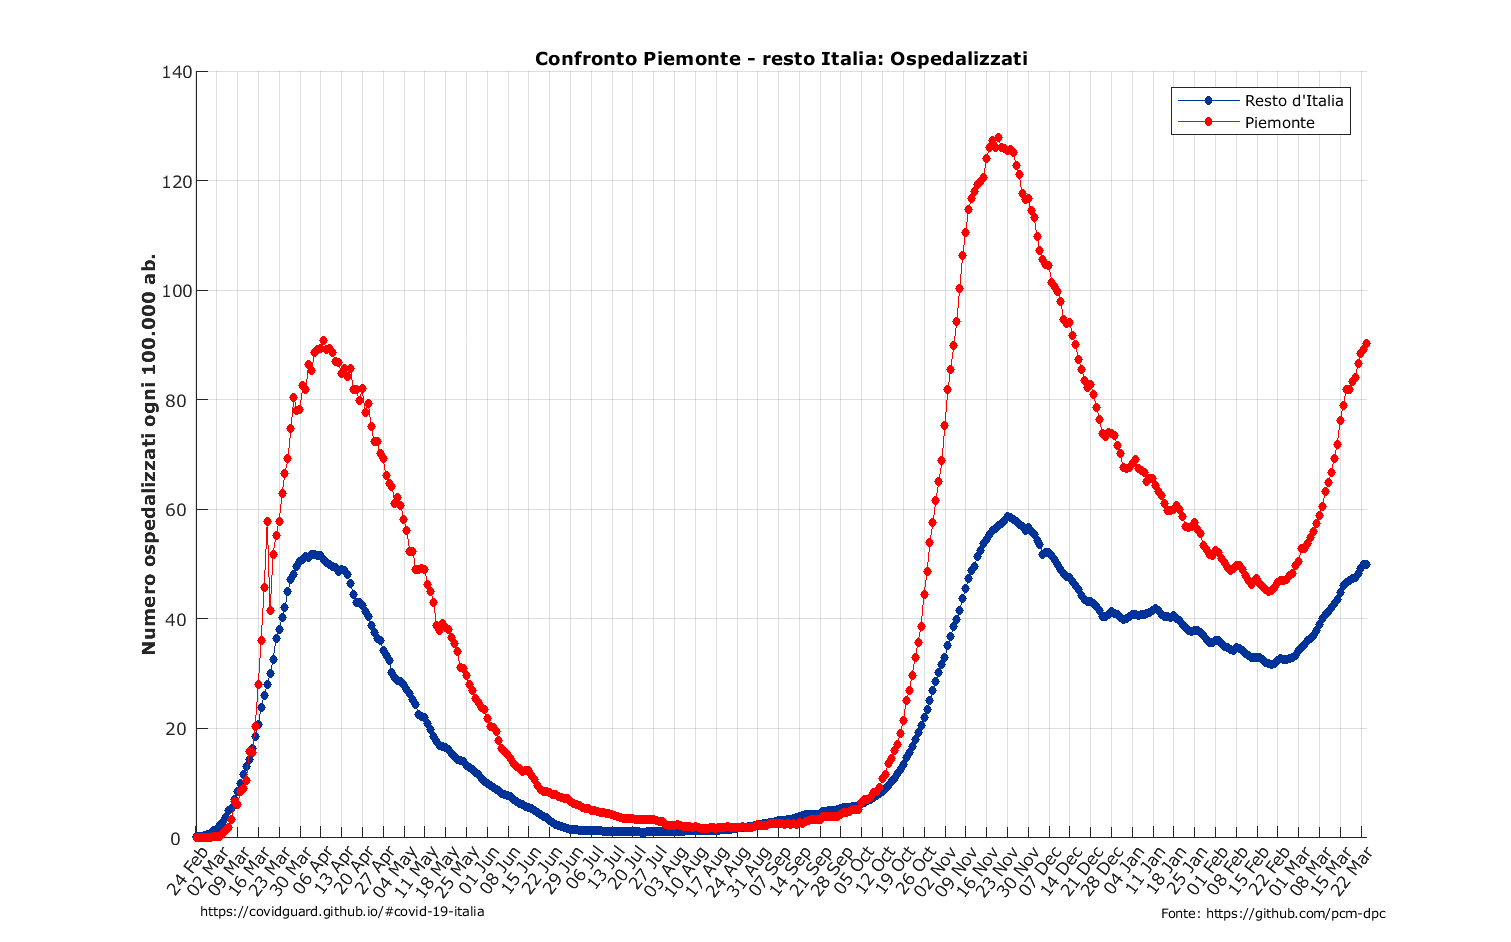 Confronto Piemonte - resto Italia: Ospedalizzati
Resto d'Italia
Piemonte
Numero ospedalizzati ogni 100.000 ab.
140
120
100
80
60
40
20
0
24 Feb
02 Mar
09 Mar
16 Mar
23 Mar
30 Mar
06 Apr
13 Apr
20 Apr
27 Apr
04 May
11 May
18 May
25 May
01 Jun
08 Jun
15 Jun
22 Jun
29 Jun
06 Jul
13 Jul
20 Jul
27 Jul
03 Aug
10 Aug
17 Aug
24 Aug
31 Aug
07 Sep
14 Sep
21 Sep
28 Sep
05 Oct
12 Oct
19 Oct
26 Oct
02 Nov
09 Nov
16 Nov
23 Nov
30 Nov
07 Dec
14 Dec
21 Dec
28 Dec
04 Jan
11 Jan
18 Jan
25 Jan
01 Feb
08 Feb
15 Feb
22 Feb
01 Mar
08 Mar
15 Mar
22 Mar
https://covidguard.github.io/#covid-19-italia
Fonte: https://github.com/pcm-dpc